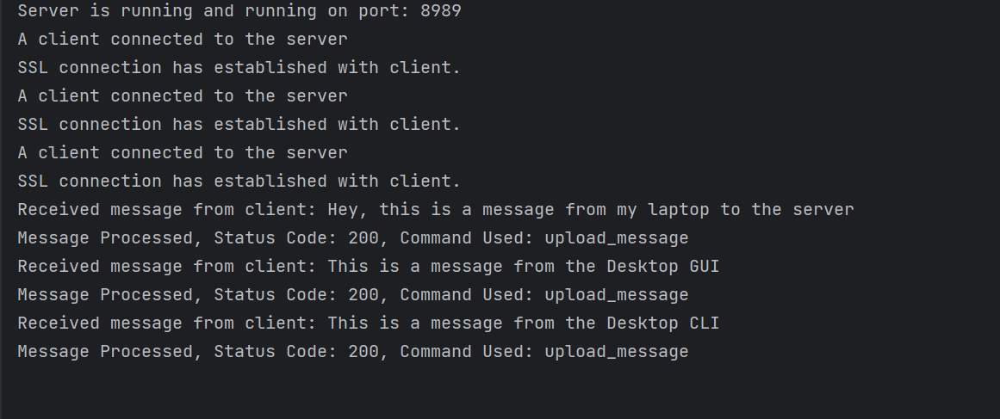 Server is running and running on port: 8989
A client connected to the server
SSL connection has established with client.
A client connected to the server
SSL connection has established with client.
A client connected to the server
SSL connection has established with client.
Received message from client: Hey, this is a message from my laptop to the server
Message Processed, Status Code: 200, Command Used: upload_message
Received message from client: This is a message from the Desktop GUI
Message Processed, Status Code: 200, Command Used: upload_message
Received message from client: This is a message from the Desktop CLI
Message Processed, Status Code: 200, Command Used: upload_message